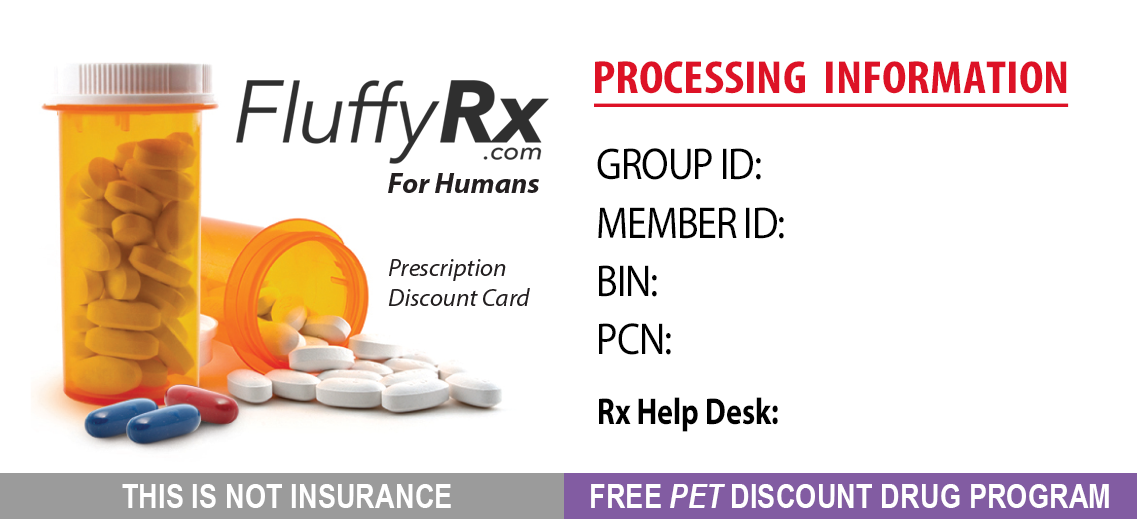 FluffyRx
.com
For Humans
Prescription
Discount Card
PROCESSING INFORMATION
GROUP ID:
MEMBER ID:
BIN:
PCN:
Rx Help Desk:
THIS IS NOT INSURANCE
FREE PET DISCOUNT DRUG PROGRAM